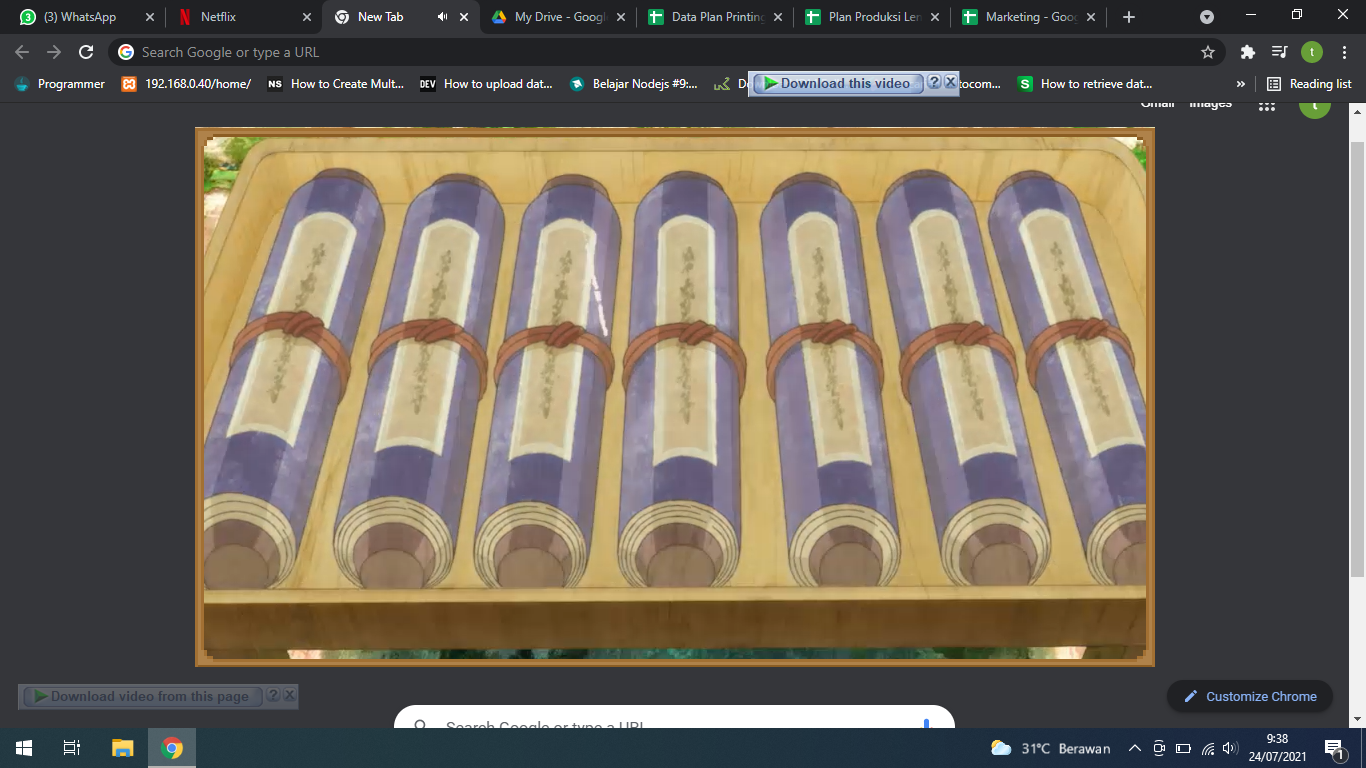 (3) WhatsApp
Netflix
New Tab
My Drive - Googl
Data Plan Printing
Plan Produksi Len
Marketing - Goog
Search Google or type a URL
t
Programmer
192.168.0.40/home/
NS How to Create Mult...
DEV How to upload dat...
Belajar Nodejs #9:...
Download this video
?
tocom...
S How to retrieve dat...
»
Reading list
Gmail Images
t
Download video from this page
?
Customize Chrome
Search Google or type a URL
31°C Berawan
9:38
24/07/2021
1